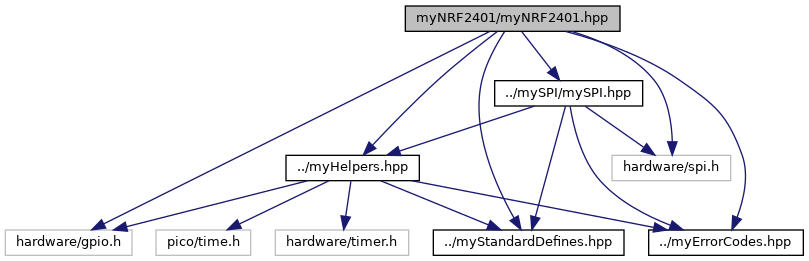 myNRF2401/myNRF2401.hpp
../mySPI/mySPI.hpp
../myHelpers.hpp
hardware/spi.h
hardware/gpio.h
pico/time.h
hardware/timer.h
../myStandardDefines.hpp
../myErrorCodes.hpp